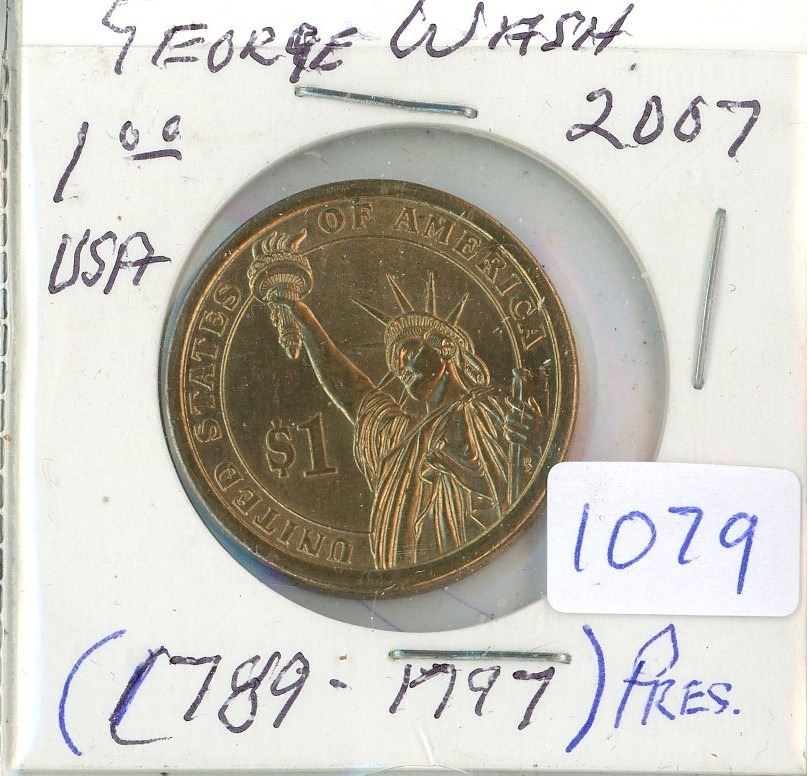 GEORGE WASH
1.00
2007
USA
UNITED STATES OF AMERICA
$1
1079
(1789 - 1797) PRES.